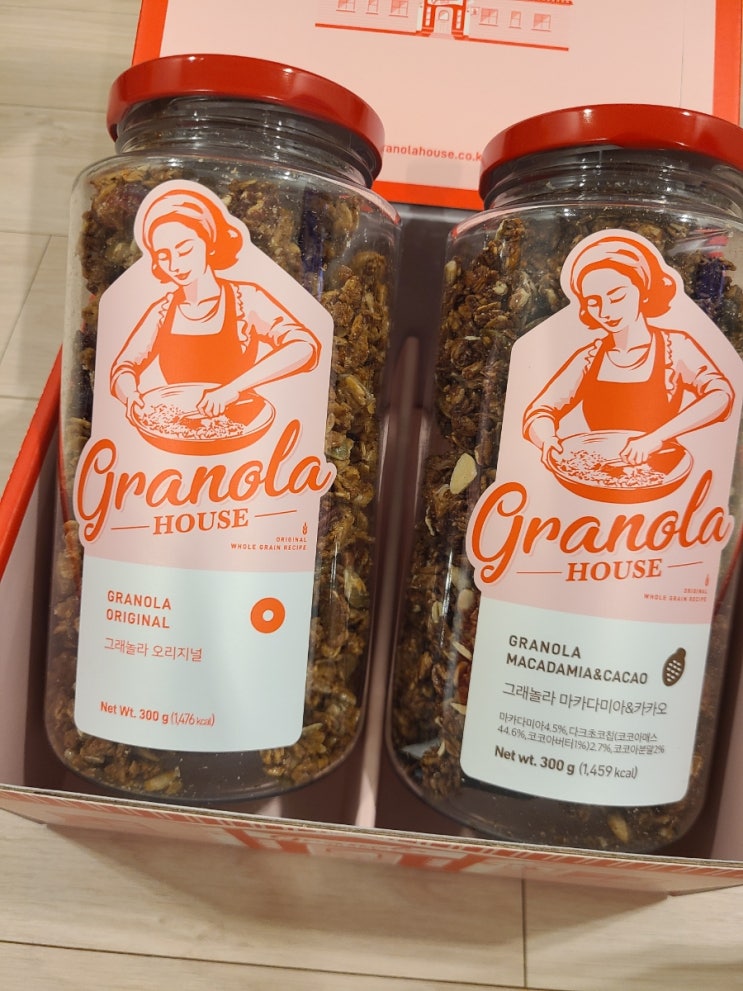 granolahouse.co.k
Granola
HOUSE
ORIGINAL
WHOLE GRAIN RECIPE
GRANOLA
ORIGINAL
그래놀라 오리지널
Net Wt. 300 g (1,476 kcal)
Granola
HOUSE
ORIGINAL
WHOLE GRAIN RECIPE
GRANOLA
MACADAMIA&CACAO
그래놀라 마카다미아&카카오
마카다미아4.5%,다크초코칩(코코아매스
44.6%,코코아버터1%)2.7%,코코아분말2%
Net wt. 300 g (1,459 kcal)